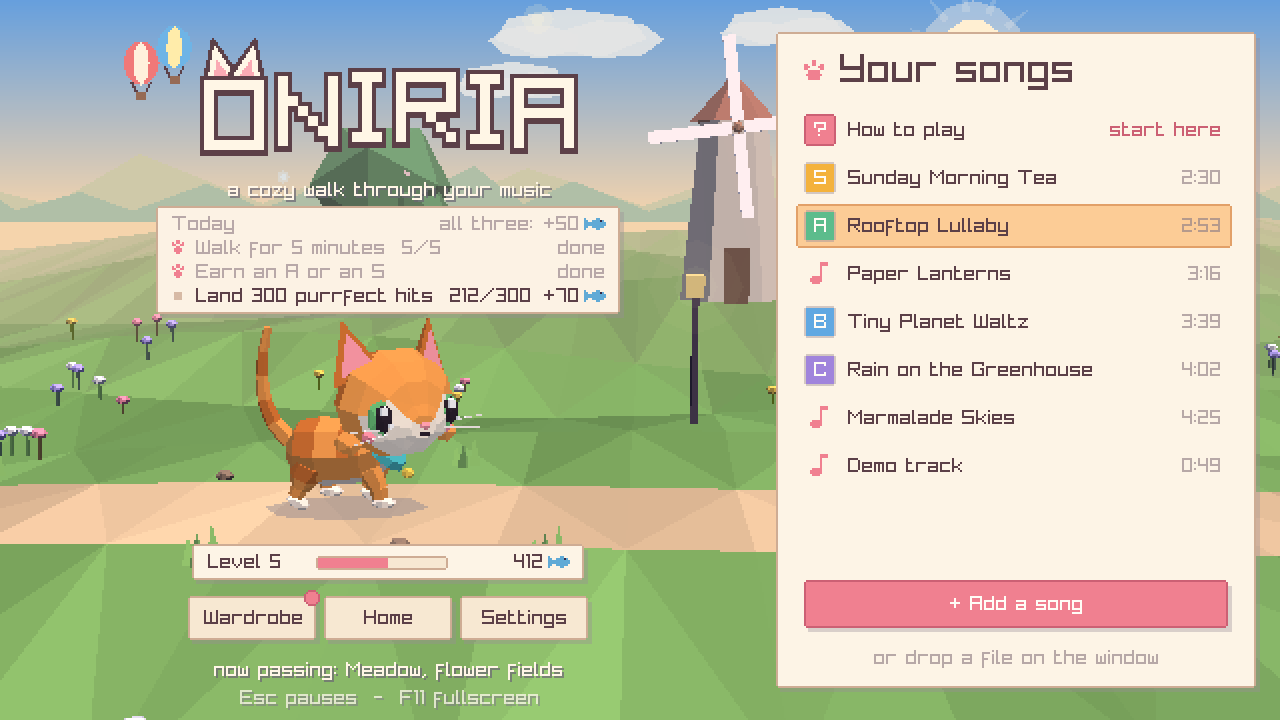 ONIRIA
a cozy walk through your music
Today all three: +50
Walk for 5 minutes 5/5 done
Earn an A or an S done
Land 300 purrfect hits 212/300 +70
Level 5 412
Wardrobe Home Settings
now passing: Meadow, flower fields
Esc pauses - F11 fullscreen
Your songs
? How to play start here
S Sunday Morning Tea 2:30
A Rooftop Lullaby 2:53
Paper Lanterns 3:16
B Tiny Planet Waltz 3:39
C Rain on the Greenhouse 4:02
Marmalade Skies 4:25
Demo track 0:49
+ Add a song
or drop a file on the window